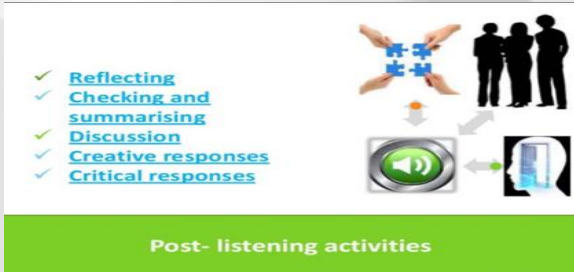 Reflecting
Checking and
summarising
Discussion
Creative responses
Critical responses
Post- listening activities